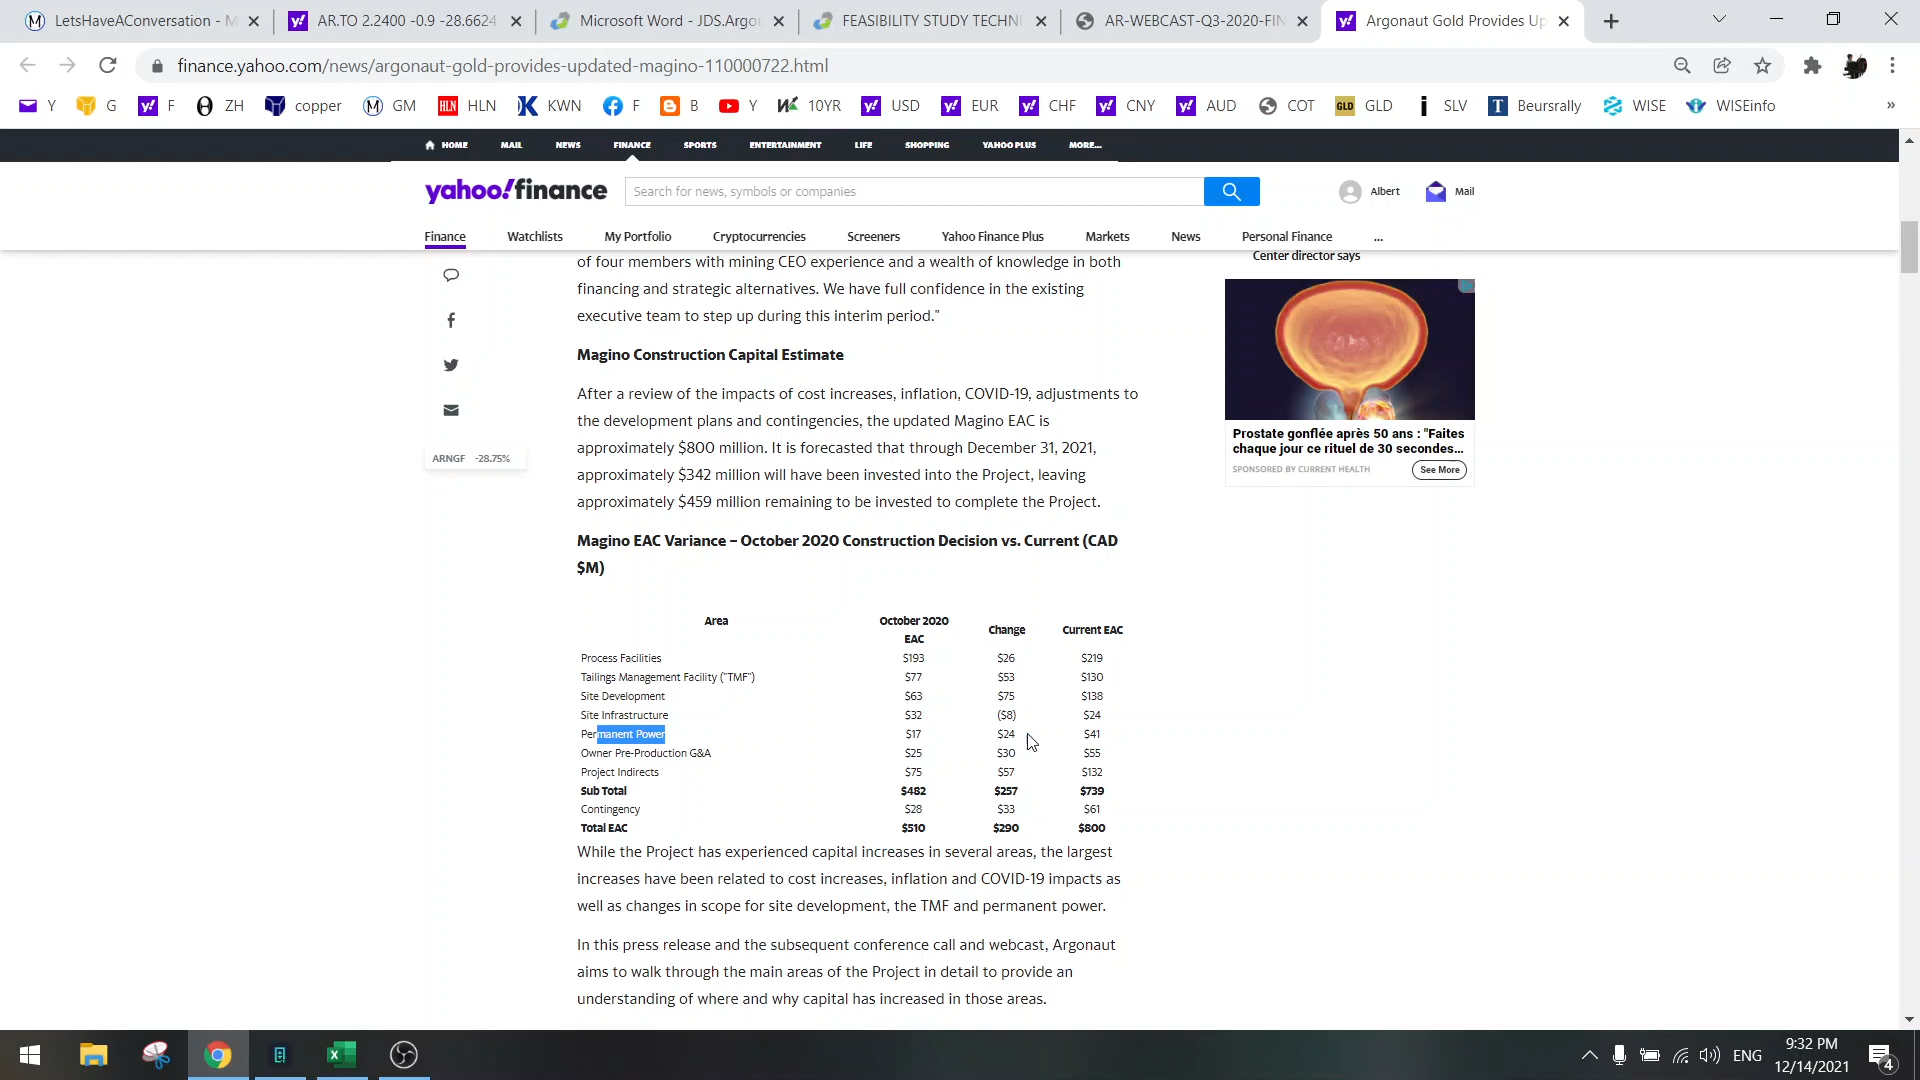 LetsHaveAConversation - M
AR.TO 2.2400 -0.9 -28.6624
Microsoft Word - JDS.Argon
FEASIBILITY STUDY TECHNI
AR-WEBCAST-Q3-2020-FIN
Argonaut Gold Provides Up
finance.yahoo.com/news/argonaut-gold-provides-updated-magino-110000722.html
Y G F ZH copper GM HLN HLN KWN F B Y 10YR USD EUR CHF CNY AUD COT GLD GLD SLV Beursrally WISE WISEinfo »
HOME MAIL NEWS FINANCE SPORTS ENTERTAINMENT LIFE SHOPPING YAHOO PLUS MORE...
yahoo!finance Search for news, symbols or companies Albert Mail
Finance Watchlists My Portfolio Cryptocurrencies Screeners Yahoo Finance Plus Markets News Personal Finance ...
of four members with mining CEO experience and a wealth of knowledge in both
financing and strategic alternatives. We have full confidence in the existing
executive team to step up during this interim period."
Magino Construction Capital Estimate
After a review of the impacts of cost increases, inflation, COVID-19, adjustments to
the development plans and contingencies, the updated Magino EAC is
approximately $800 million. It is forecasted that through December 31, 2021,
approximately $342 million will have been invested into the Project, leaving
approximately $459 million remaining to be invested to complete the Project.
Magino EAC Variance – October 2020 Construction Decision vs. Current (CAD
$M)
Area October 2020 EAC Change Current EAC
Process Facilities $193 $26 $219
Tailings Management Facility ("TMF") $77 $53 $130
Site Development $63 $75 $138
Site Infrastructure $32 ($8) $24
Permanent Power $17 $24 $41
Owner Pre-Production G&A $25 $30 $55
Project Indirects $75 $57 $132
Sub Total $482 $257 $739
Contingency $28 $33 $61
Total EAC $510 $290 $800
While the Project has experienced capital increases in several areas, the largest
increases have been related to cost increases, inflation and COVID-19 impacts as
well as changes in scope for site development, the TMF and permanent power.
In this press release and the subsequent conference call and webcast, Argonaut
aims to walk through the main areas of the Project in detail to provide an
understanding of where and why capital has increased in those areas.
ARNGF -28.75%
Center director says
Prostate gonflée après 50 ans : "Faites
chaque jour ce rituel de 30 secondes...
SPONSORED BY CURRENT HEALTH
See More
ENG
9:32 PM
12/14/2021
4